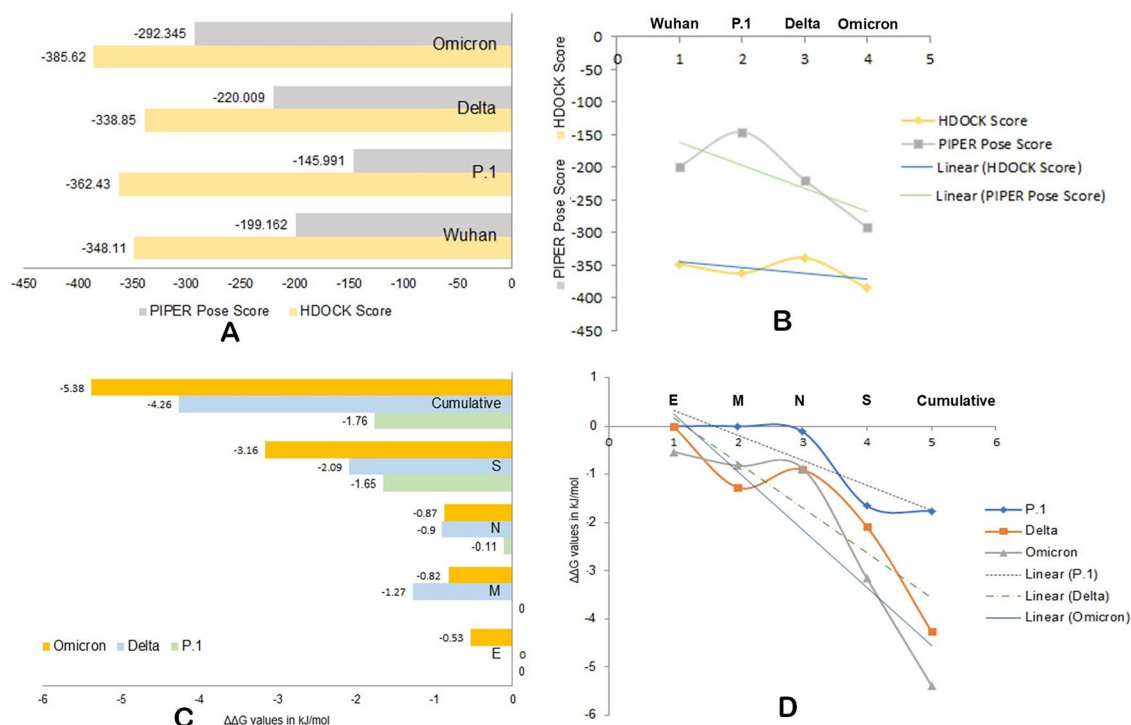 -292.345
Omicron
-385.62
-220.009
Delta
-338.85
-145.991
P.1
-362.43
-199.162
Wuhan
-348.11
-450 -400 -350 -300 -250 -200 -150 -100 -50 0
PIPER Pose Score HDOCK Score
A
Wuhan P.1 Delta Omicron
0
0 1 2 3 4 5
-50
-100
-150
-200
-250
-300
-350
-400
-450
PIPER Pose Score HDOCK Score
HDOCK Score
PIPER Pose Score
Linear (HDOCK Score)
Linear (PIPER Pose Score)
B
-5.38
Cumulative
-4.26
-1.76
-3.16
S
-2.09
-1.65
-0.87
N
-0.9
-0.11
-0.82
M
-1.27
0
-0.53
E 0
0
Omicron Delta P.1
-6 -5 -4 -3 -2 -1 0
ΔΔG values in kJ/mol
C
1
E M N S Cumulative
0
0 1 2 3 4 5 6
-1
-2
-3
-4
-5
-6
ΔΔG values in kJ/mol
P.1
Delta
Omicron
Linear (P.1)
Linear (Delta)
Linear (Omicron)
D